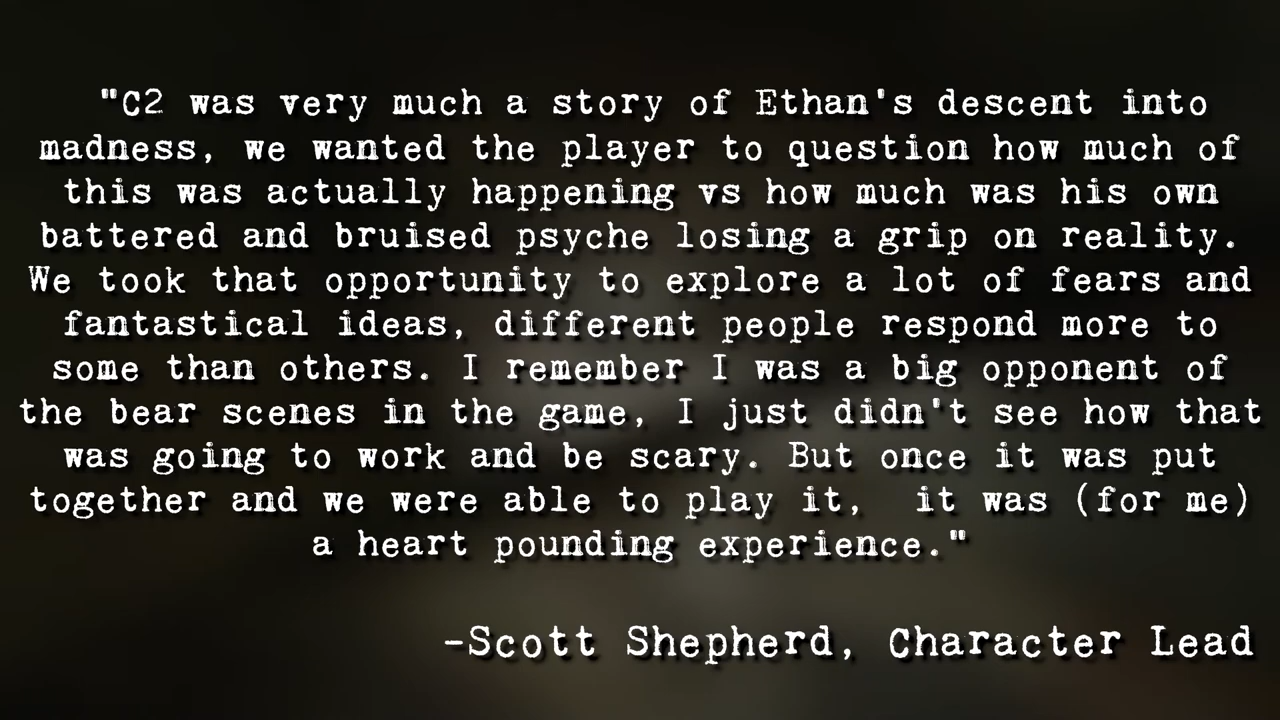 "C2 was very much a story of Ethan's descent into
madness, we wanted the player to question how much of
this was actually happening vs how much was his own
battered and bruised psyche losing a grip on reality.
We took that opportunity to explore a lot of fears and
fantastical ideas, different people respond more to
some than others. I remember I was a big opponent of
the bear scenes in the game, I just didn't see how that
was going to work and be scary. But once it was put
together and we were able to play it,  it was (for me)
a heart pounding experience."
-Scott Shepherd, Character Lead